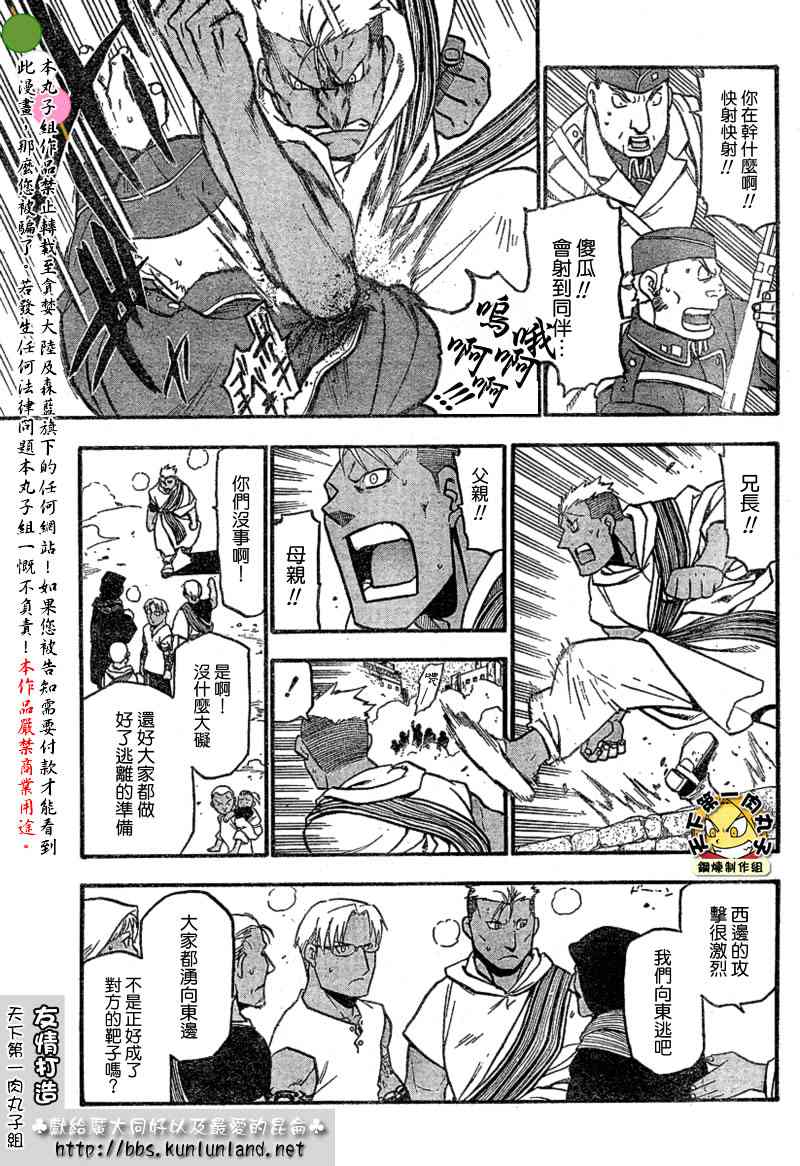 你在幹什麼啊!!
快射快射!!
傻瓜!!
會射到同伴…
嗚哦
啊啊
啊啊
!!!
兄長!!
父親!!
母親!!
你們沒事啊!
!
是啊!
沒什麼大礙
還好大家都做
好了逃離的準備
西邊的攻
擊很激烈
我們向東逃吧
大家都湧向東邊
不是正好成了
對方的靶子嗎?
本丸子組作品禁止轉載至貪婪大陸及森藍旗下的任何網站!如果您被告知需要付款才能看到
此漫畫,那麼您被騙了。若發生任何法律問題本丸子組一慨不負責!本作品嚴禁商業用途。
天下第一肉丸子
鋼煉制作組
友情打造
天下第一肉丸子組
♣獻給廣大同好以及最愛的昆侖♣
http://bbs.kunlunland.net